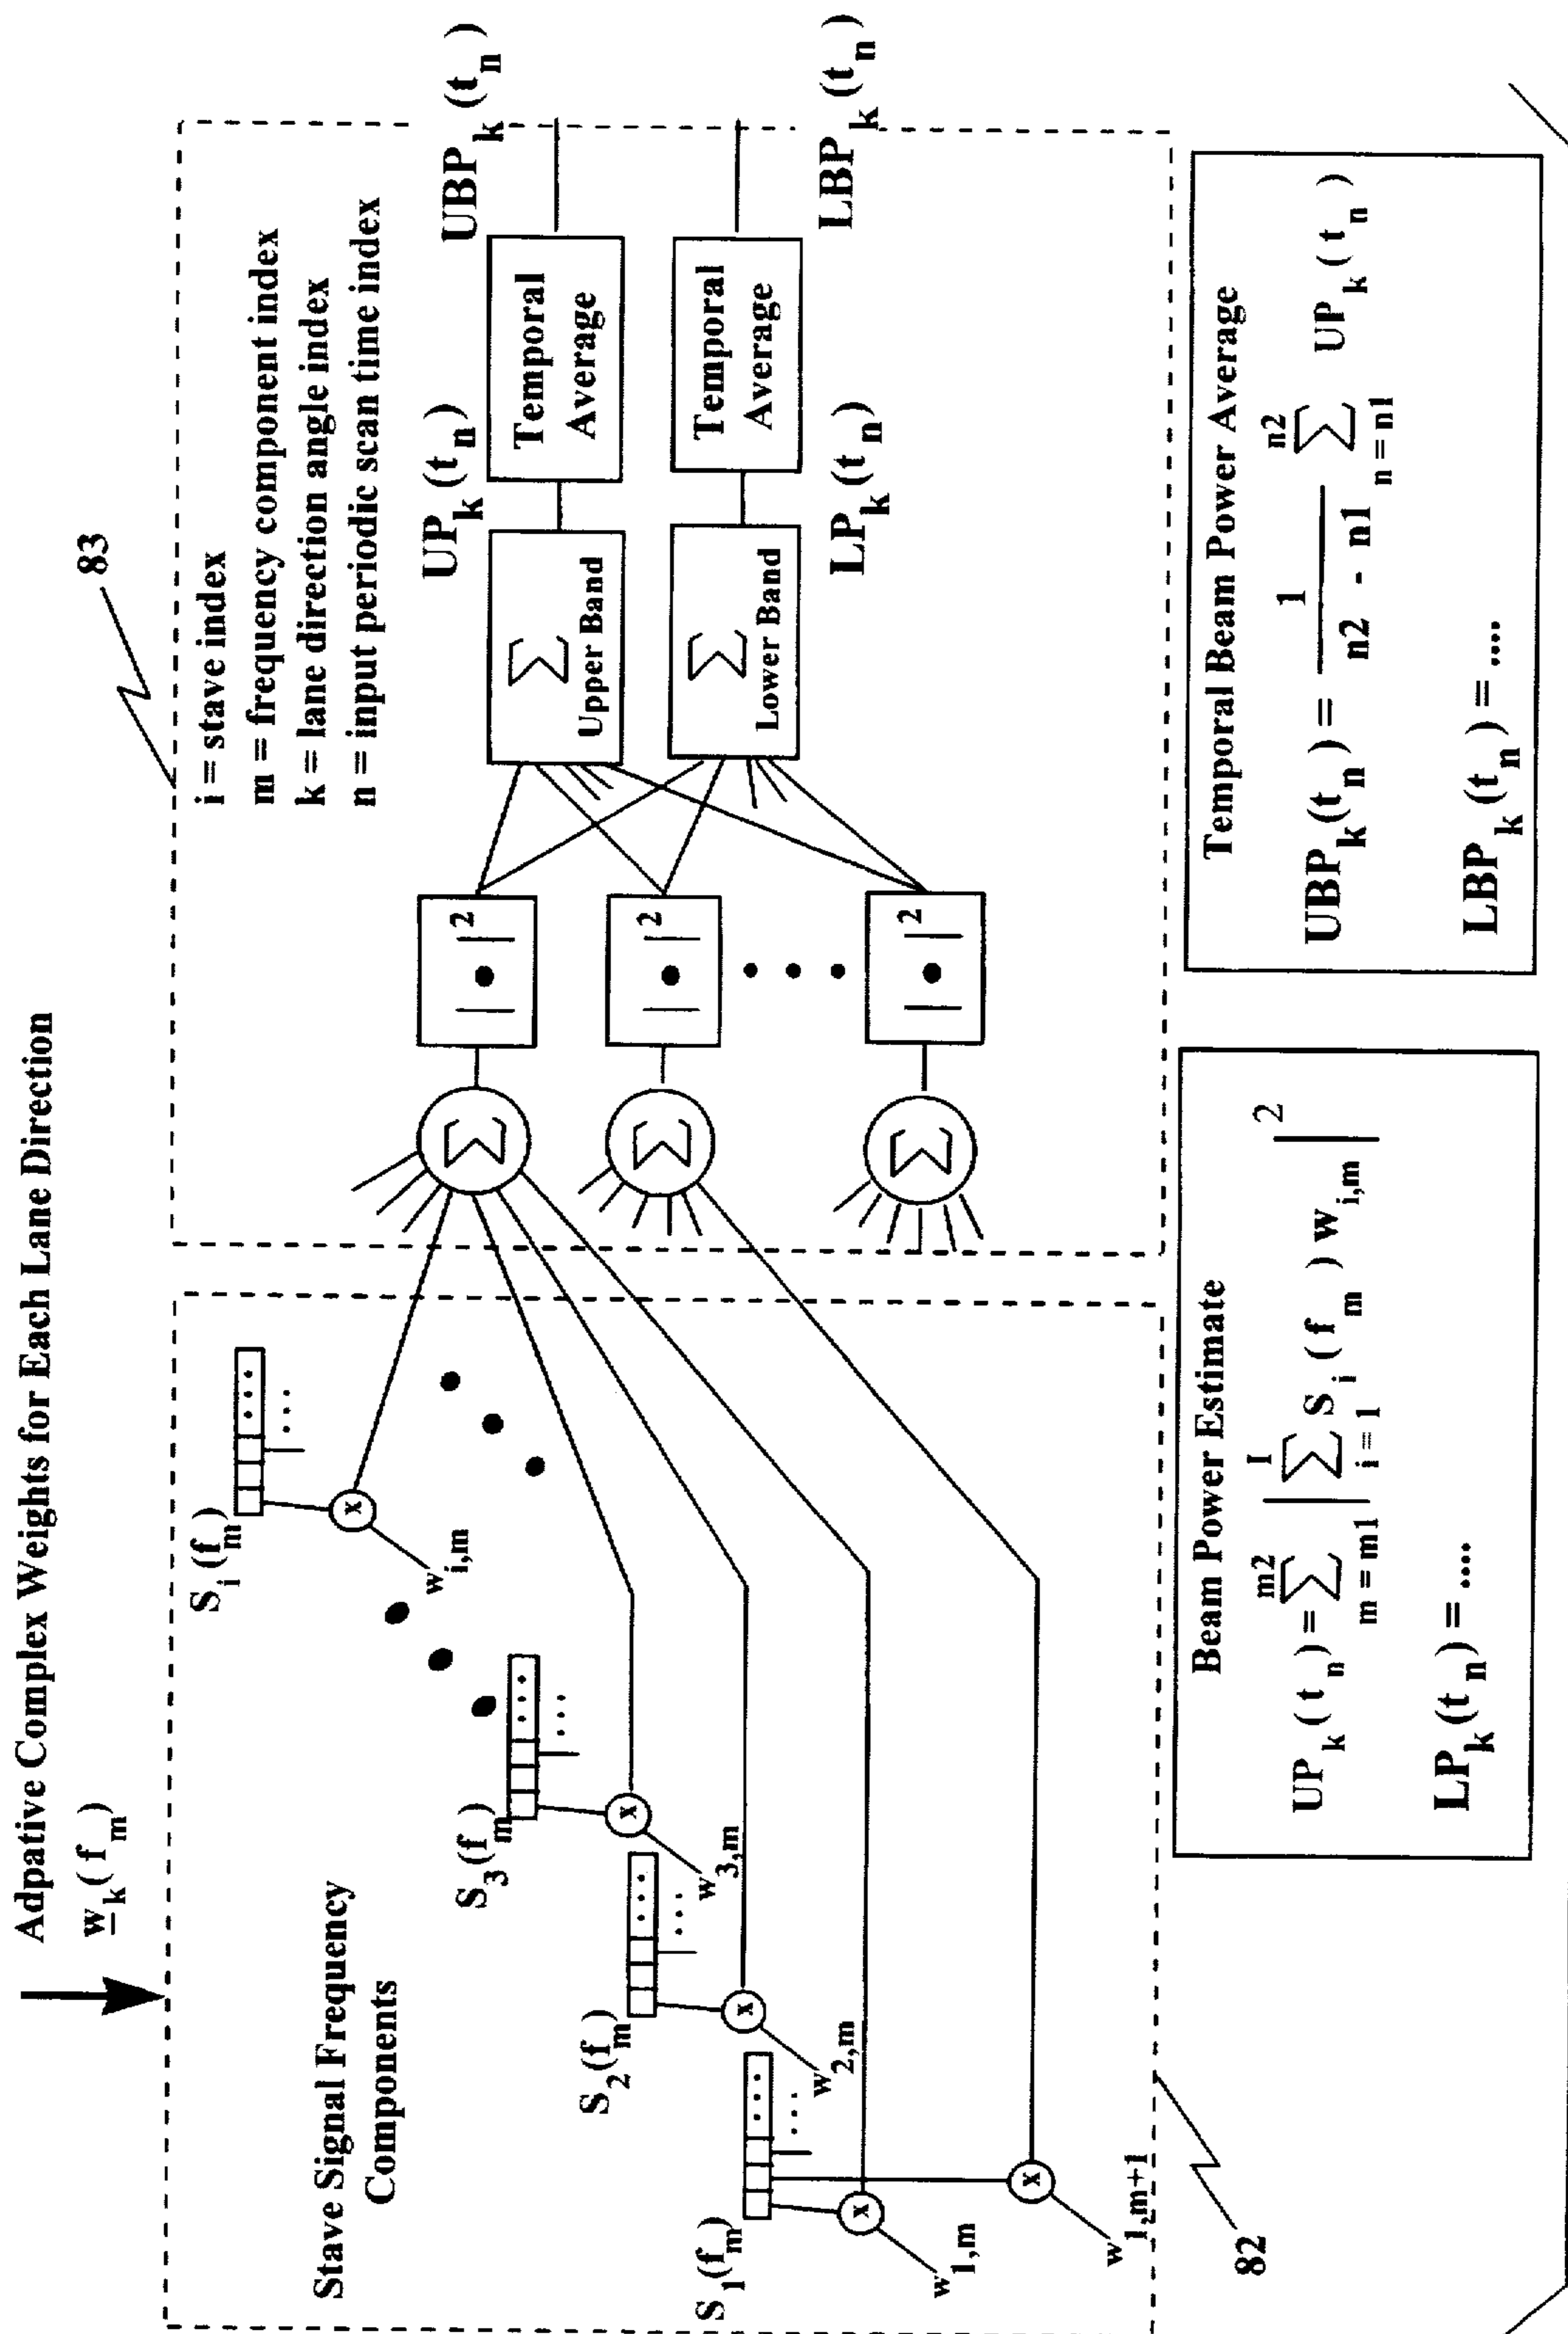 Adpative Complex Weights for Each Lane Direction
w_k(f_m)
83
Stave Signal Frequency
Components
S_1(f_m)
S_2(f_m)
S_3(f_m)
S_i(f_m)
x
x
x
x
x
w_1,m
w_1,m+1
w_2,m
w_3,m
w_i,m
82
i = stave index
m = frequency component index
k = lane direction angle index
n = input periodic scan time index
Σ
Σ
Σ
| • |²
| • |²
| • |²
Σ
Upper Band
Σ
Lower Band
UP_k(t_n)
LP_k(t_n)
Temporal
Average
Temporal
Average
UBP_k(t_n)
LBP_k(t_n)
Beam Power Estimate
UP_k(t_n) = Σ_{m=m1}^{m2} | Σ_{i=1}^{I} S_i(f_m) w_i,m |²
LP_k(t_n) = ....
Temporal Beam Power Average
UBP_k(t_n) = 1 / (n2 - n1) Σ_{n=n1}^{n2} UP_k(t_n)
LBP_k(t_n) = ....